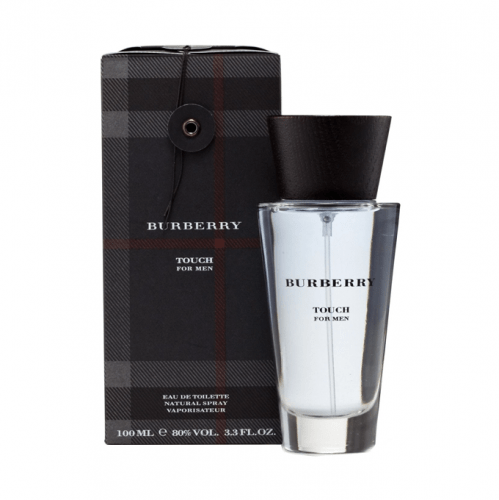 BURBERRY
TOUCH
FOR MEN
EAU DE TOILETTE
NATURAL SPRAY
VAPORISATEUR
100 ML ℮ 80% VOL. 3.3 FL.OZ.
BURBERRY
TOUCH
FOR MEN